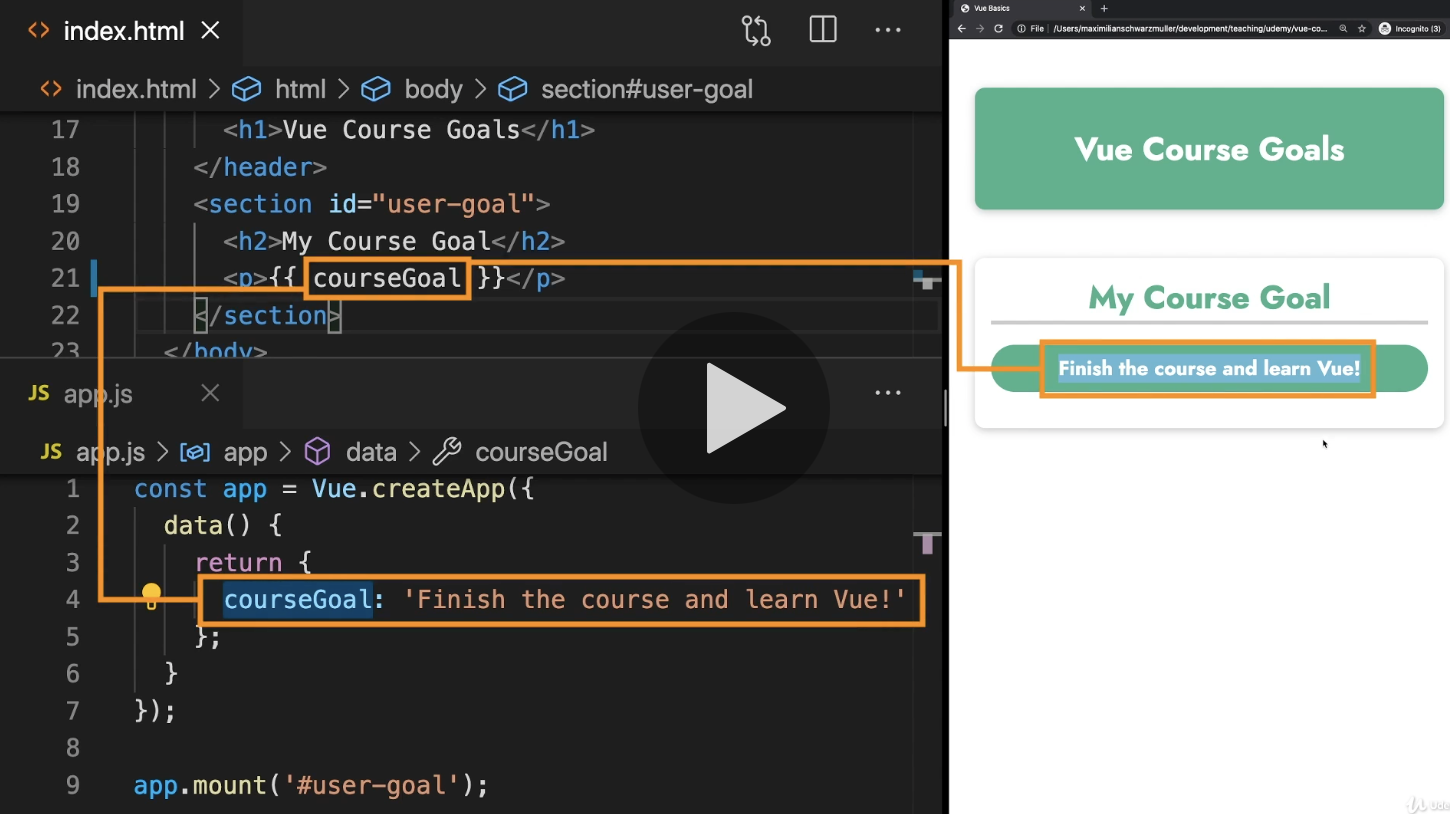 index.html
index.html > html > body > section#user-goal
17 <h1>Vue Course Goals</h1>
18 </header>
19 <section id="user-goal">
20 <h2>My Course Goal</h2>
21 <p>{{ courseGoal }}</p>
22 </section>
23 </body>
JS app.js
JS app.js > app > data > courseGoal
1 const app = Vue.createApp({
2 data() {
3 return {
4 courseGoal: 'Finish the course and learn Vue!'
5 };
6 }
7 });
8
9 app.mount('#user-goal');
Vue Basics
File | /Users/maximilianschwarzmuller/development/teaching/udemy/vue-co... Incognito (3)
Vue Course Goals
My Course Goal
Finish the course and learn Vue!